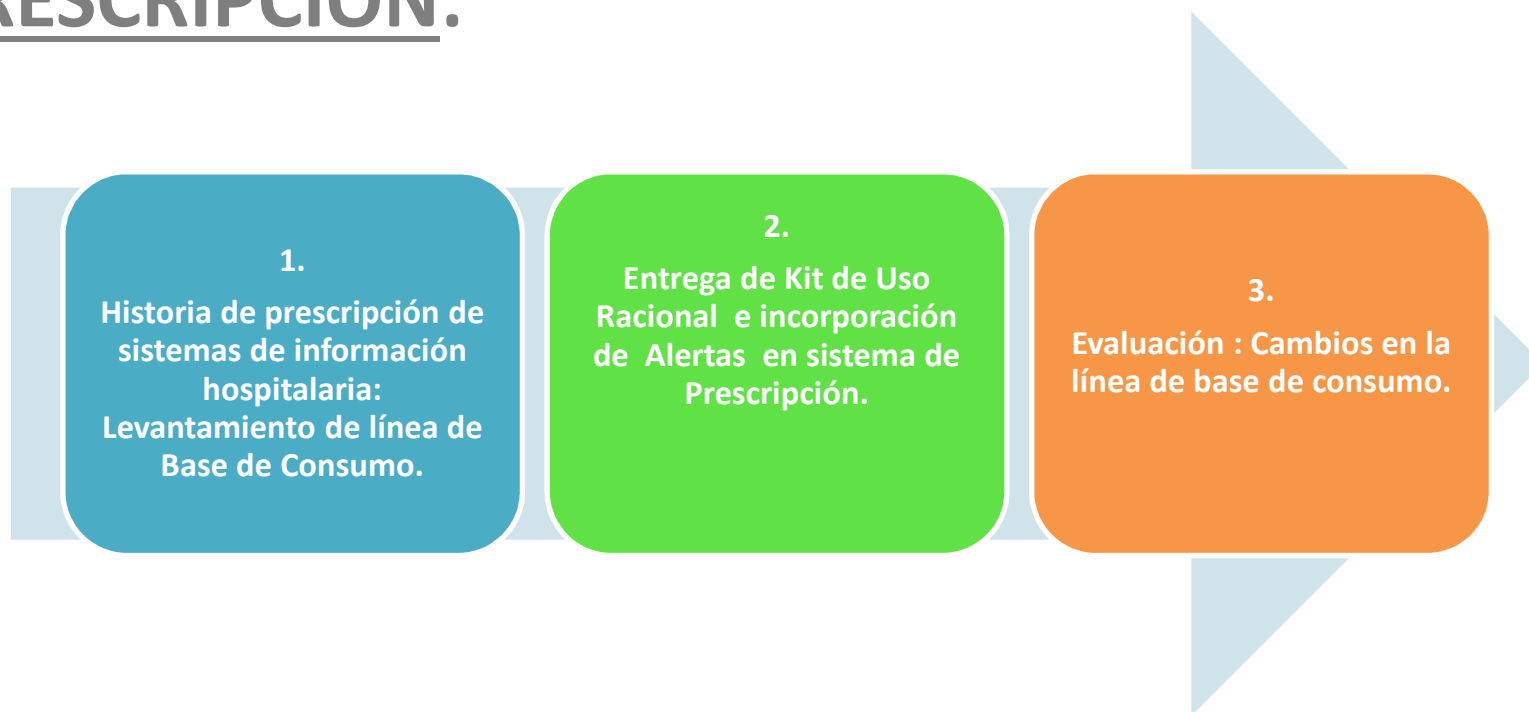 RESCRIPCIÓN.
1.
Historia de prescripción de
sistemas de información
hospitalaria:
Levantamiento de línea de
Base de Consumo.
2.
Entrega de Kit de Uso
Racional e incorporación
de Alertas en sistema de
Prescripción.
3.
Evaluación : Cambios en la
línea de base de consumo.